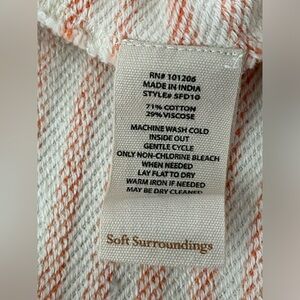 RN# 101206
MADE IN INDIA
STYLE# SFD10
71% COTTON
29% VISCOSE
MACHINE WASH COLD
INSIDE OUT
GENTLE CYCLE
ONLY NON-CHLORINE BLEACH
WHEN NEEDED
LAY FLAT TO DRY
WARM IRON IF NEEDED
MAY BE DRY CLEANED
Soft Surroundings